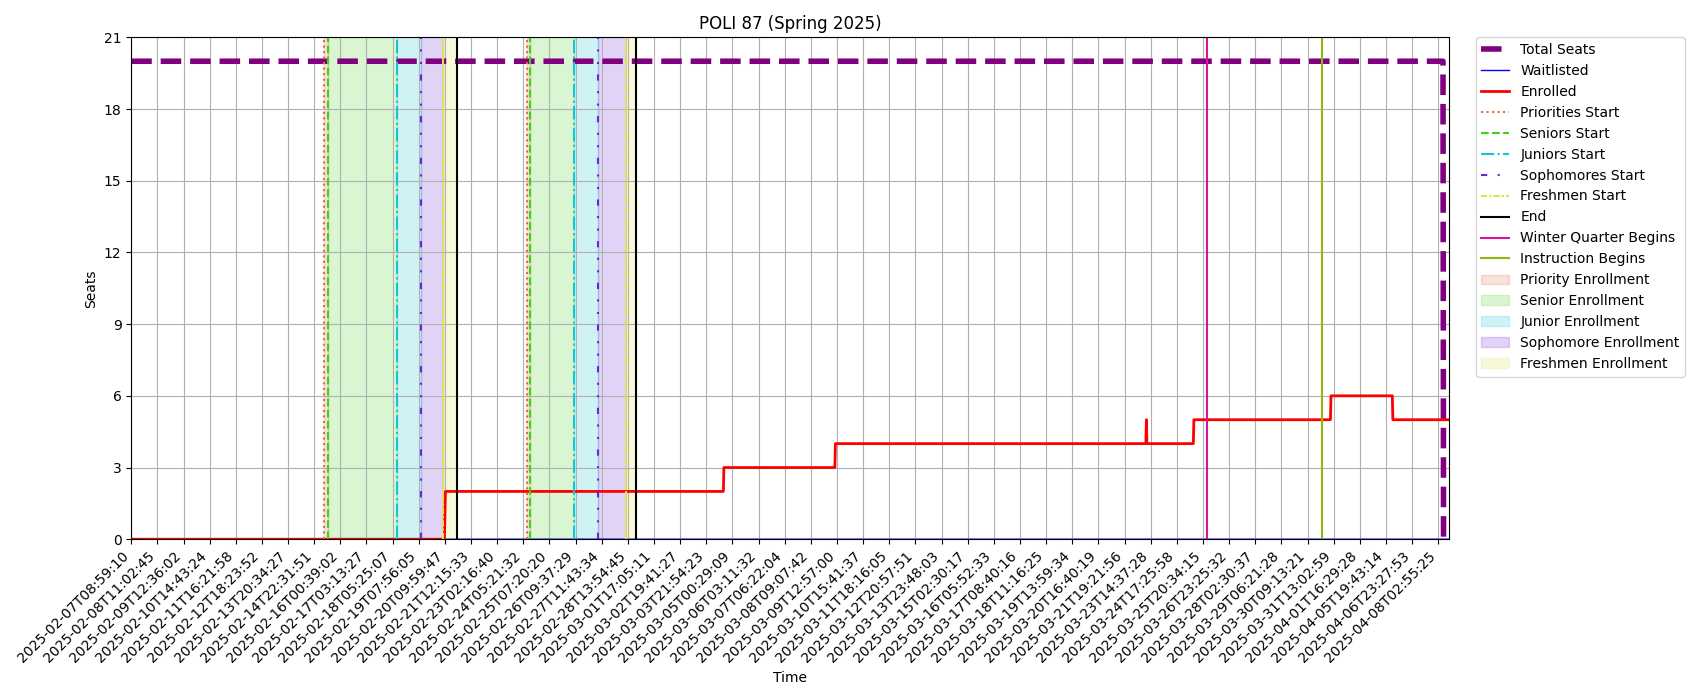 POLI 87 (Spring 2025)
21
18
15
12
9
6
3
0
Seats
2025-02-07T08:59:10
2025-02-08T11:02:45
2025-02-09T12:36:02
2025-02-10T14:43:24
2025-02-11T16:21:58
2025-02-12T18:23:52
2025-02-13T20:34:27
2025-02-14T22:31:51
2025-02-16T00:39:02
2025-02-17T03:13:27
2025-02-18T05:25:07
2025-02-19T07:56:05
2025-02-20T09:59:47
2025-02-21T12:15:33
2025-02-23T02:16:40
2025-02-24T05:21:32
2025-02-25T07:20:20
2025-02-26T09:37:29
2025-02-27T11:43:34
2025-02-28T13:54:45
2025-03-01T17:05:11
2025-03-02T19:41:27
2025-03-03T21:54:23
2025-03-05T00:29:09
2025-03-06T03:11:32
2025-03-07T06:22:04
2025-03-08T09:07:42
2025-03-09T12:57:00
2025-03-10T15:41:37
2025-03-11T18:16:05
2025-03-12T20:57:51
2025-03-13T23:48:03
2025-03-15T02:30:17
2025-03-16T05:52:33
2025-03-17T08:40:16
2025-03-18T11:16:25
2025-03-19T13:59:34
2025-03-20T16:40:19
2025-03-21T19:21:56
2025-03-23T14:37:28
2025-03-24T17:25:58
2025-03-25T20:34:15
2025-03-26T23:25:32
2025-03-28T02:30:37
2025-03-29T06:21:28
2025-03-30T09:13:21
2025-03-31T13:02:59
2025-04-01T16:29:28
2025-04-05T19:43:14
2025-04-06T23:27:53
2025-04-08T02:55:25
Time
Total Seats
Waitlisted
Enrolled
Priorities Start
Seniors Start
Juniors Start
Sophomores Start
Freshmen Start
End
Winter Quarter Begins
Instruction Begins
Priority Enrollment
Senior Enrollment
Junior Enrollment
Sophomore Enrollment
Freshmen Enrollment